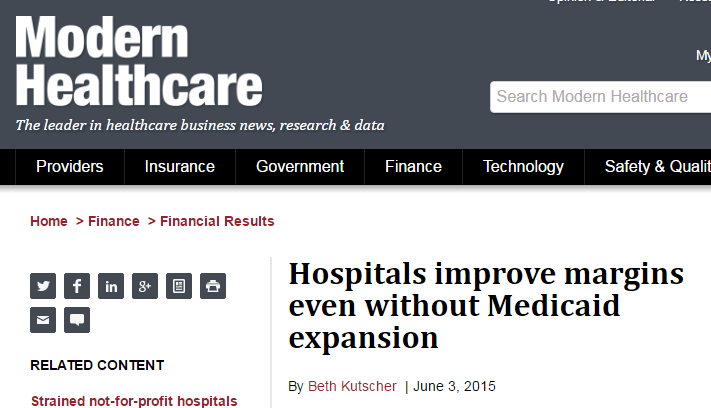 Modern
Healthcare
The leader in healthcare business news, research & data
My
Search Modern Healthcare
Providers Insurance Government Finance Technology Safety & Qualit
Home > Finance > Financial Results
Hospitals improve margins
even without Medicaid
expansion
By Beth Kutscher | June 3, 2015
RELATED CONTENT
Strained not-for-profit hospitals